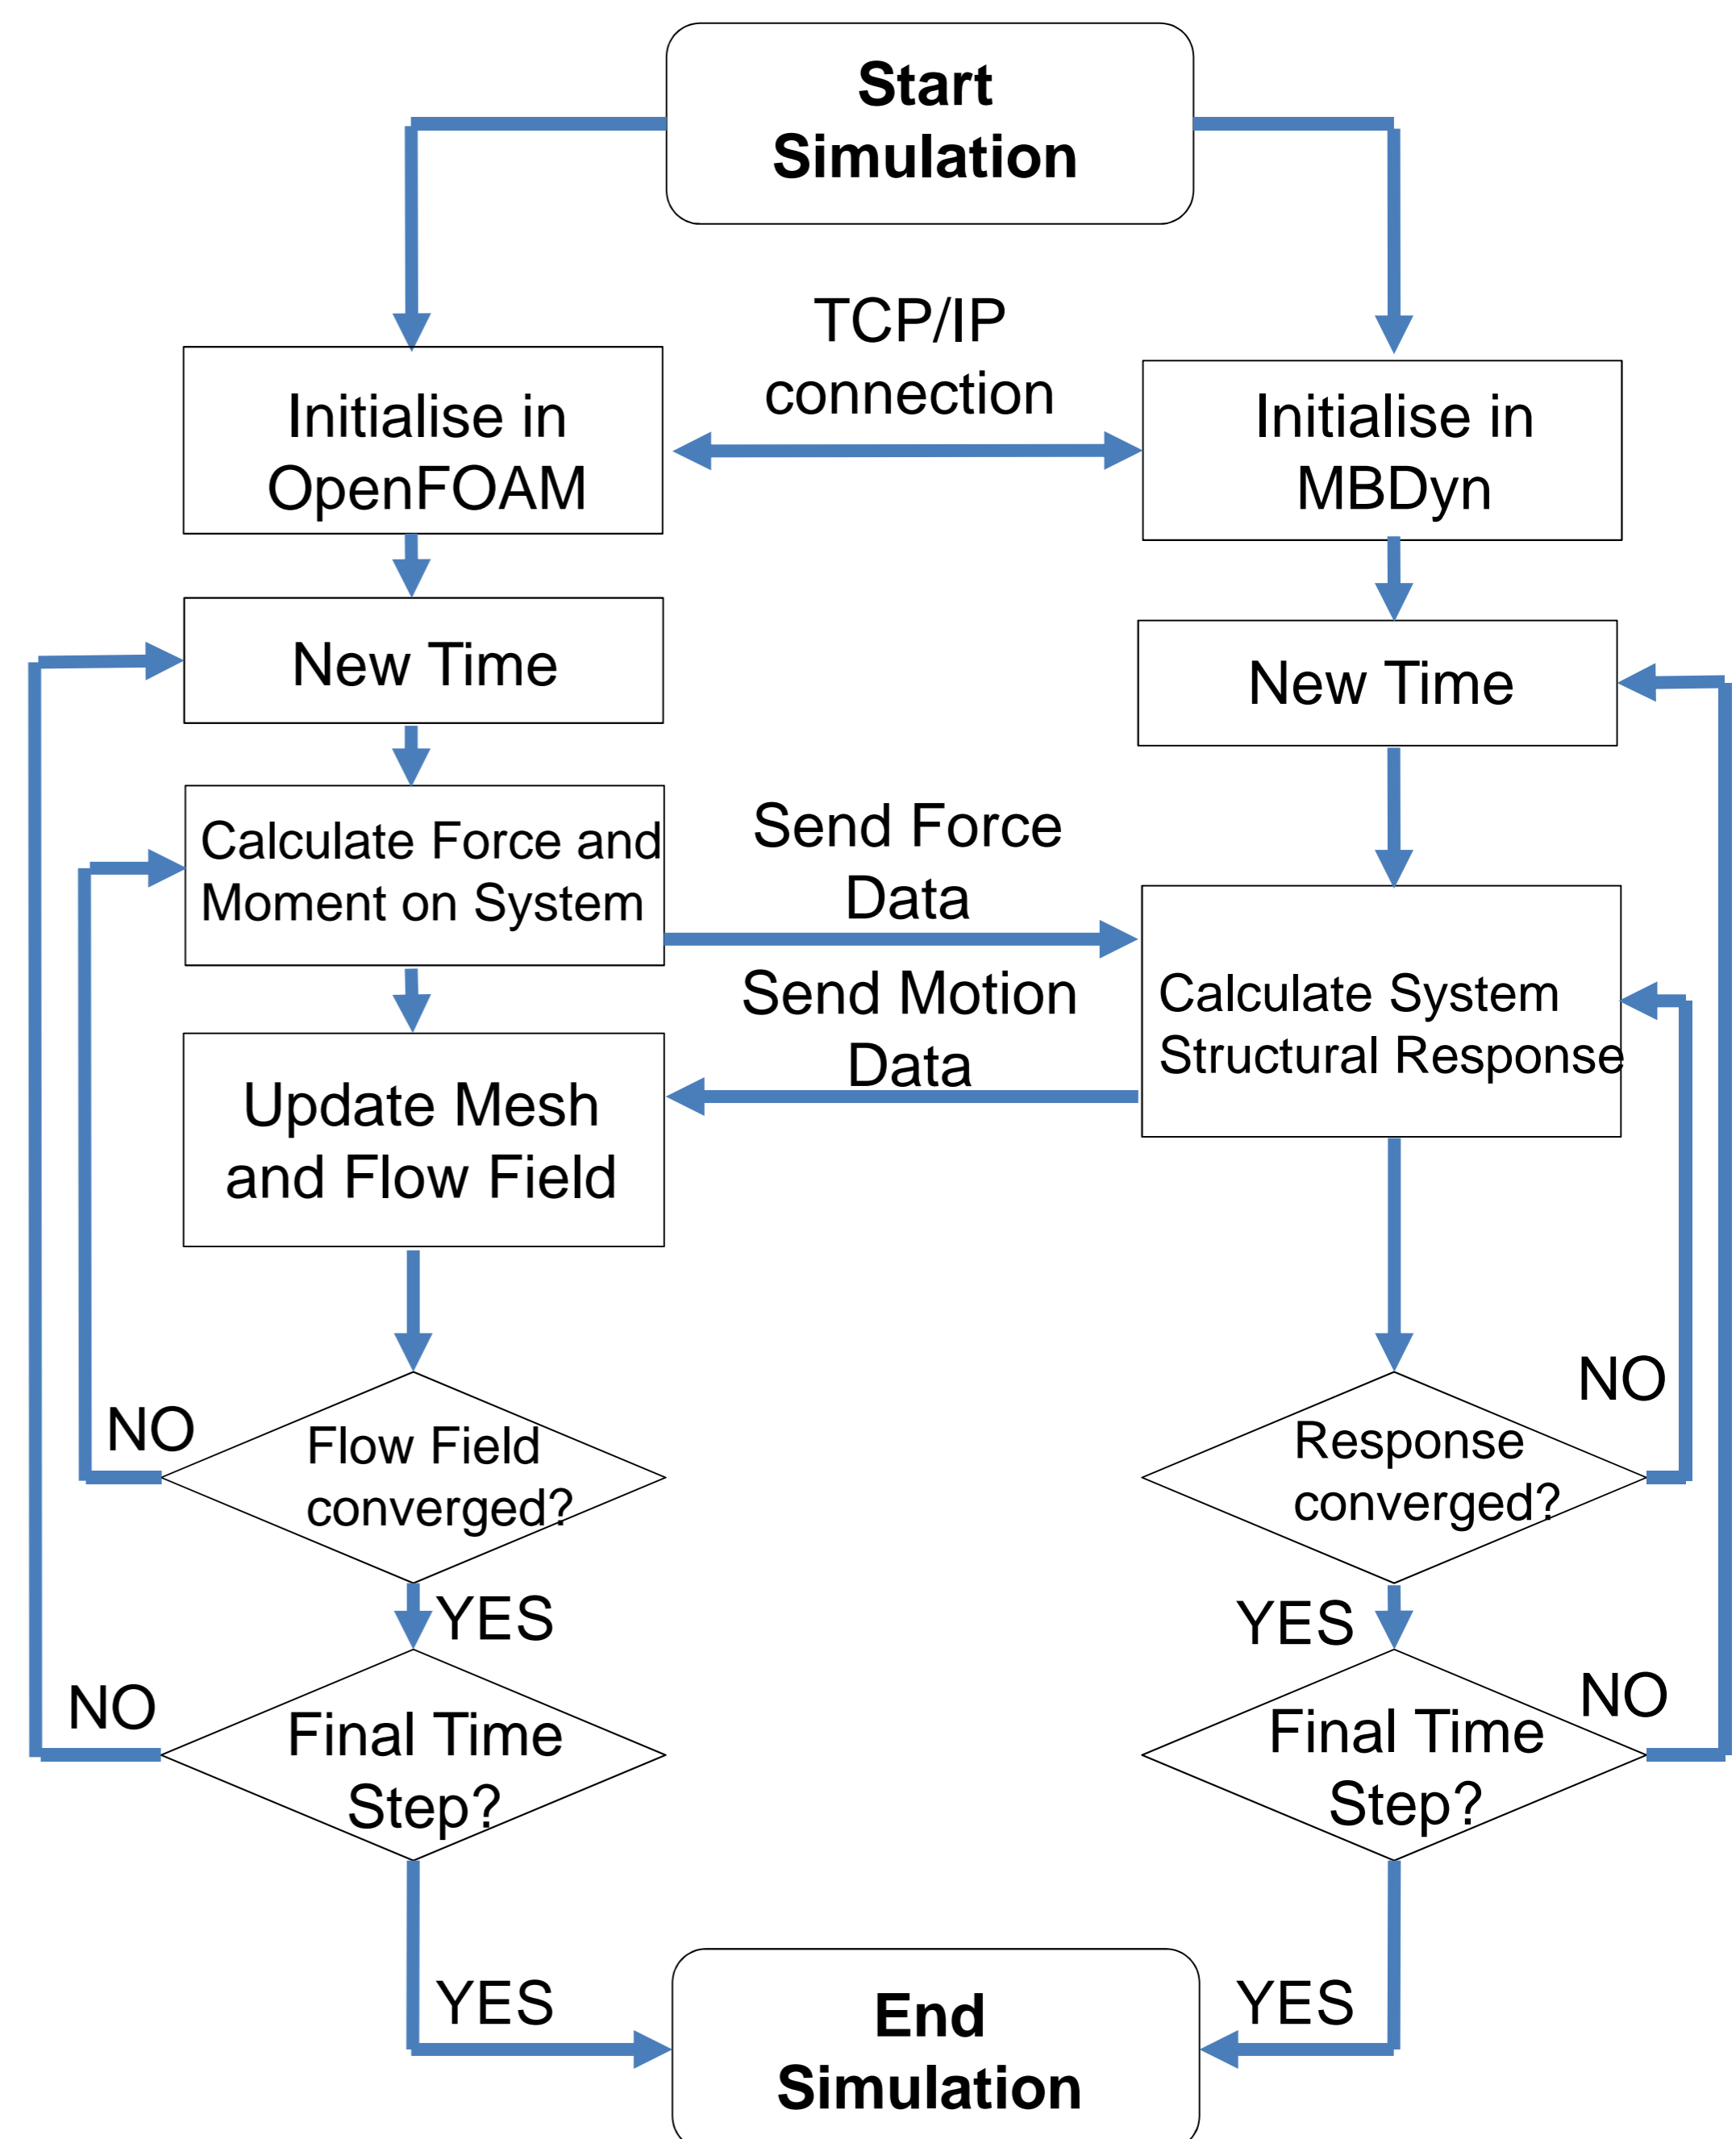 Start
Simulation
TCP/IP
connection
Initialise in
OpenFOAM
Initialise in
MBDyn
New Time
New Time
Calculate Force and
Moment on System
Send Force
Data
Send Motion
Data
Calculate System
Structural Response
Update Mesh
and Flow Field
NO
Flow Field
converged?
NO
Response
converged?
YES
YES
NO
Final Time
Step?
NO
Final Time
Step?
YES
YES
End
Simulation